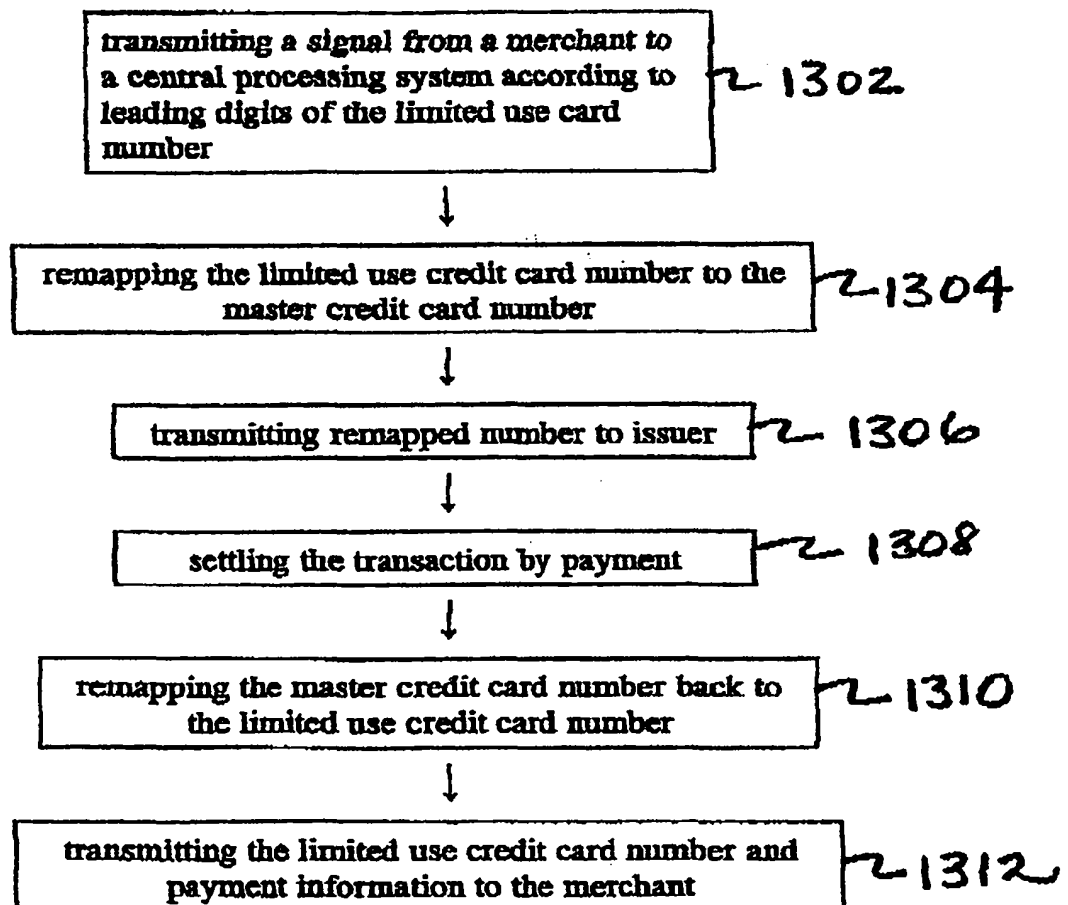 transmitting a signal from a merchant to
a central processing system according to
leading digits of the limited use card
number
1302
remapping the limited use credit card number to the
master credit card number
1304
transmitting remapped number to issuer
1306
settling the transaction by payment
1308
remapping the master credit card number back to
the limited use credit card number
1310
transmitting the limited use credit card number and
payment information to the merchant
1312